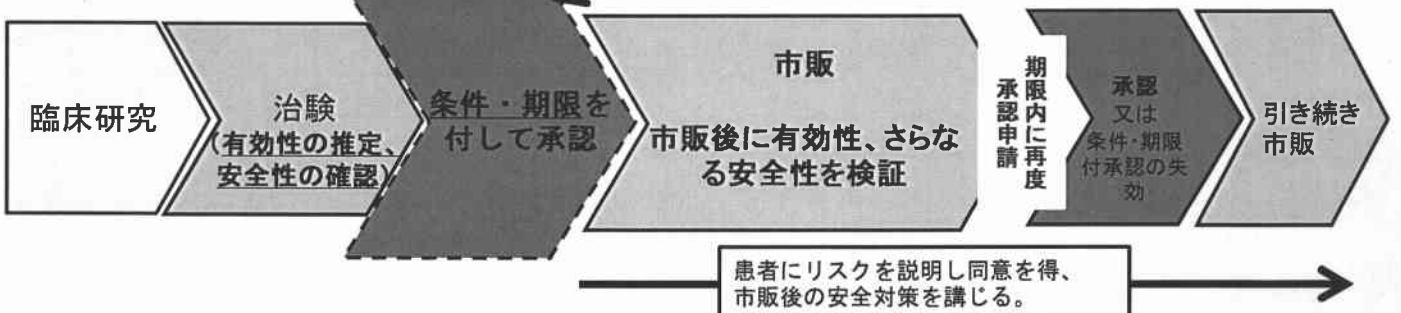 臨床研究
治験
(有効性の推定、
安全性の確認)
条件・期限を
付して承認
市販
市販後に有効性、さらな
る安全性を検証
期限内に再度
承認申請
承認
又は
条件・期限
付承認の失
効
引き続き
市販
患者にリスクを説明し同意を得、
市販後の安全対策を講じる。